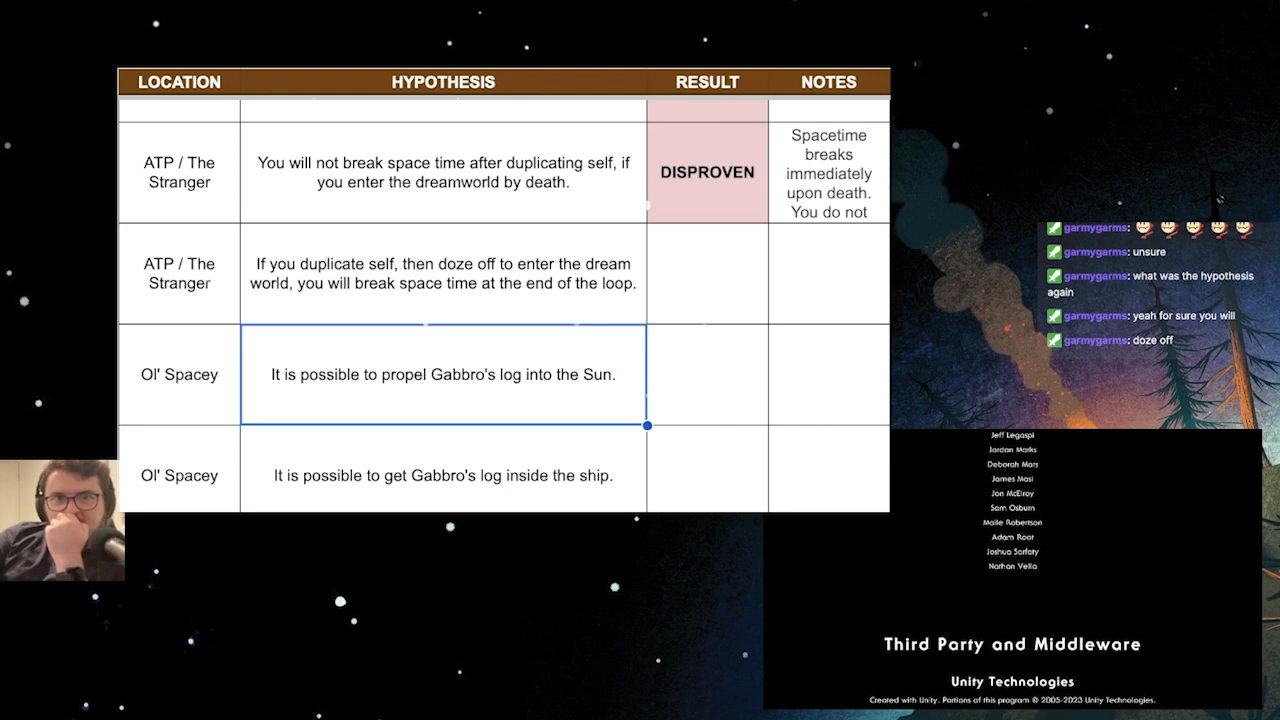 LOCATION HYPOTHESIS RESULT NOTES
ATP / The
Stranger
You will not break space time after duplicating self, if
you enter the dreamworld by death.
DISPROVEN
Spacetime
breaks
immediately
upon death.
You do not
ATP / The
Stranger
If you duplicate self, then doze off to enter the dream
world, you will break space time at the end of the loop.
Ol' Spacey
It is possible to propel Gabbro's log into the Sun.
Ol' Spacey
It is possible to get Gabbro's log inside the ship.
garmygarms:
garmygarms: unsure
garmygarms: what was the hypothesis
again
garmygarms: yeah for sure you will
garmygarms: doze off
Jeff Legaspi
Jordan Marks
Deborah Mars
James Masi
Jon McElroy
Sam Osburn
Maile Robertson
Adam Root
Joshua Sarfaty
Nathan Vella
Third Party and Middleware
Unity Technologies
Created with Unity. Portions of this program © 2005-2023 Unity Technologies.